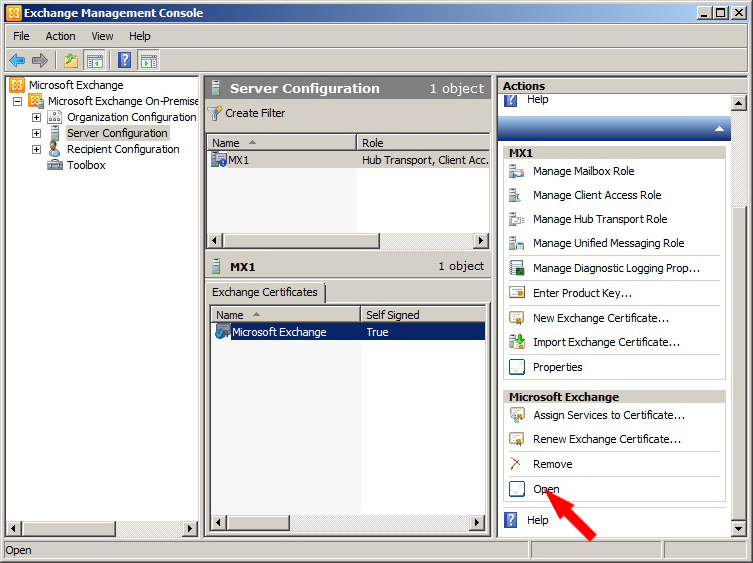 Exchange Management Console
File Action View Help
Microsoft Exchange
Microsoft Exchange On-Premise
Organization Configuration
Server Configuration
Recipient Configuration
Toolbox
Server Configuration 1 object
Create Filter
Name Role
MX1 Hub Transport, Client Acc.
MX1 1 object
Exchange Certificates
Name Self Signed
Microsoft Exchange True
Actions
Help
MX1
Manage Mailbox Role
Manage Client Access Role
Manage Hub Transport Role
Manage Unified Messaging Role
Manage Diagnostic Logging Prop...
Enter Product Key...
New Exchange Certificate...
Import Exchange Certificate...
Properties
Microsoft Exchange
Assign Services to Certificate...
Renew Exchange Certificate...
Remove
Open
Help
Open